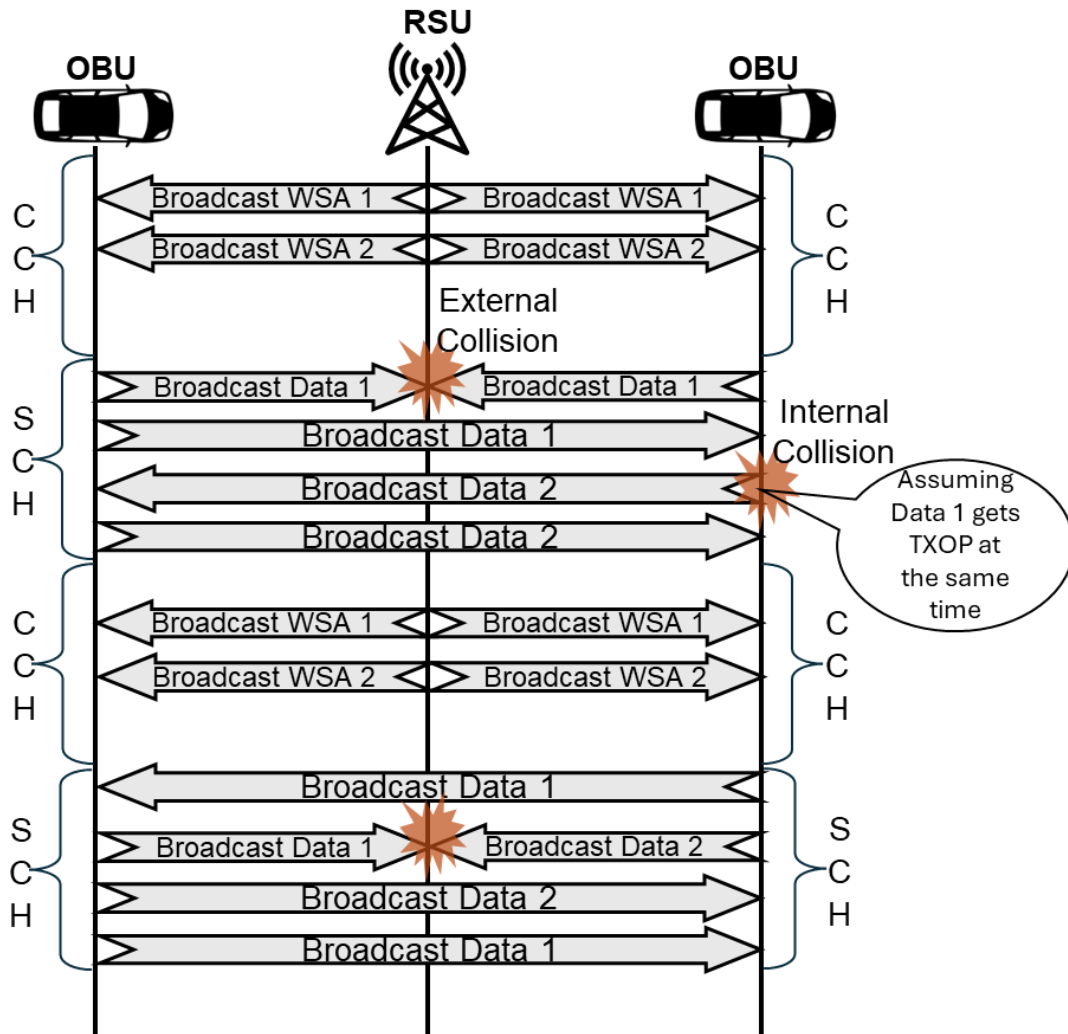 RSU
OBU
OBU
Broadcast WSA 1
Broadcast WSA 1
Broadcast WSA 2
Broadcast WSA 2
C
C
H
C
C
H
External
Collision
Broadcast Data 1
Broadcast Data 1
Broadcast Data 1
Internal
Collision
Broadcast Data 2
Broadcast Data 2
S
C
H
Assuming
Data 1 gets
TXOP at
the same
time
Broadcast WSA 1
Broadcast WSA 1
Broadcast WSA 2
Broadcast WSA 2
C
C
H
C
C
H
Broadcast Data 1
Broadcast Data 1
Broadcast Data 2
Broadcast Data 2
Broadcast Data 1
S
C
H
S
C
H